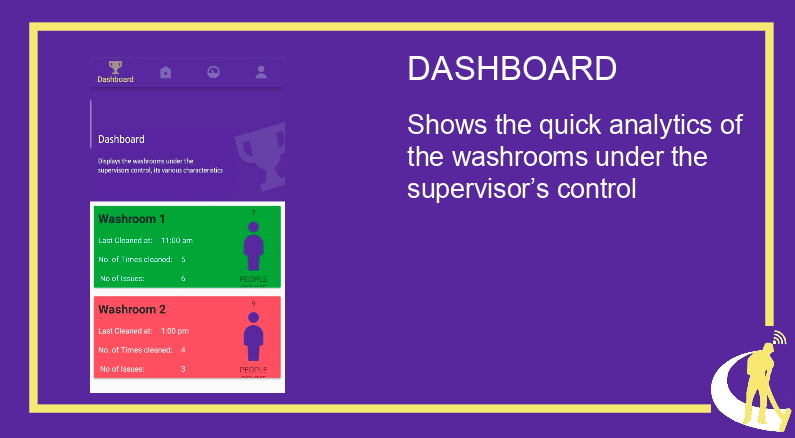 DASHBOARD
Shows the quick analytics of
the washrooms under the
supervisor's control
Dashboard
Dashboard
Displays the washrooms under the
supervisors control, its various characteristics
Washroom 1
7
Last Cleaned at: 11:00 am
No. of Times cleaned: 5
No of Issues: 6
PEOPLE
COUNT
Washroom 2
9
Last Cleaned at: 1:00 pm
No. of Times cleaned: 4
No of Issues: 3
PEOPLE
COUNT